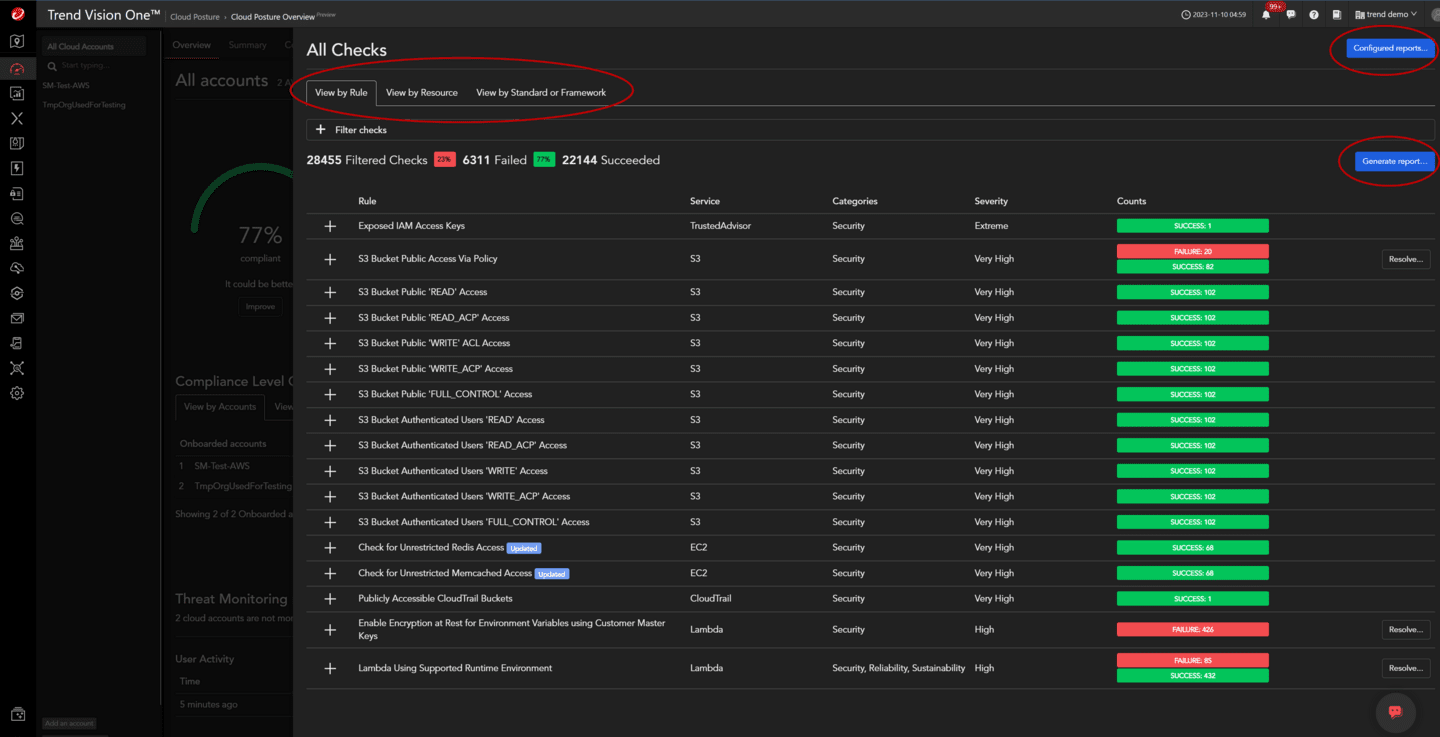 Trend Vision One™
Cloud Posture › Cloud Posture Overview Preview
2023-11-10 04:59
99+
trend demo
All Cloud Accounts
Start typing...
SM-Test-AWS
TmpOrgUsedForTesting
Add an account
Overview
Summary
All accounts
77%
compliant
It could be bette
Improve
Compliance Level
View by Accounts
View
Onboarded accounts
1 SM-Test-AWS
2 TmpOrgUsedForTesting
Showing 2 of 2 Onboarded a
Threat Monitoring
2 cloud accounts are not mor
User Activity
Time
5 minutes ago
All Checks
Configured reports...
View by Rule
View by Resource
View by Standard or Framework
+ Filter checks
28455 Filtered Checks 23% 6311 Failed 77% 22144 Succeeded
Generate report...
Rule Service Categories Severity Counts
Exposed IAM Access Keys TrustedAdvisor Security Extreme SUCCESS: 1
S3 Bucket Public Access Via Policy S3 Security Very High FAILURE: 20
SUCCESS: 82
Resolve...
S3 Bucket Public 'READ' Access S3 Security Very High SUCCESS: 102
S3 Bucket Public 'READ_ACP' Access S3 Security Very High SUCCESS: 102
S3 Bucket Public 'WRITE' ACL Access S3 Security Very High SUCCESS: 102
S3 Bucket Public 'WRITE_ACP' Access S3 Security Very High SUCCESS: 102
S3 Bucket Public 'FULL_CONTROL' Access S3 Security Very High SUCCESS: 102
S3 Bucket Authenticated Users 'READ' Access S3 Security Very High SUCCESS: 102
S3 Bucket Authenticated Users 'READ_ACP' Access S3 Security Very High SUCCESS: 102
S3 Bucket Authenticated Users 'WRITE' Access S3 Security Very High SUCCESS: 102
S3 Bucket Authenticated Users 'WRITE_ACP' Access S3 Security Very High SUCCESS: 102
S3 Bucket Authenticated Users 'FULL_CONTROL' Access S3 Security Very High SUCCESS: 102
Check for Unrestricted Redis Access Updated EC2 Security Very High SUCCESS: 68
Check for Unrestricted Memcached Access Updated EC2 Security Very High SUCCESS: 68
Publicly Accessible CloudTrail Buckets CloudTrail Security Very High SUCCESS: 1
Enable Encryption at Rest for Environment Variables using Customer Master
Keys
Lambda Security High FAILURE: 426 Resolve...
Lambda Using Supported Runtime Environment Lambda Security, Reliability, Sustainability High FAILURE: 85
SUCCESS: 432
Resolve...